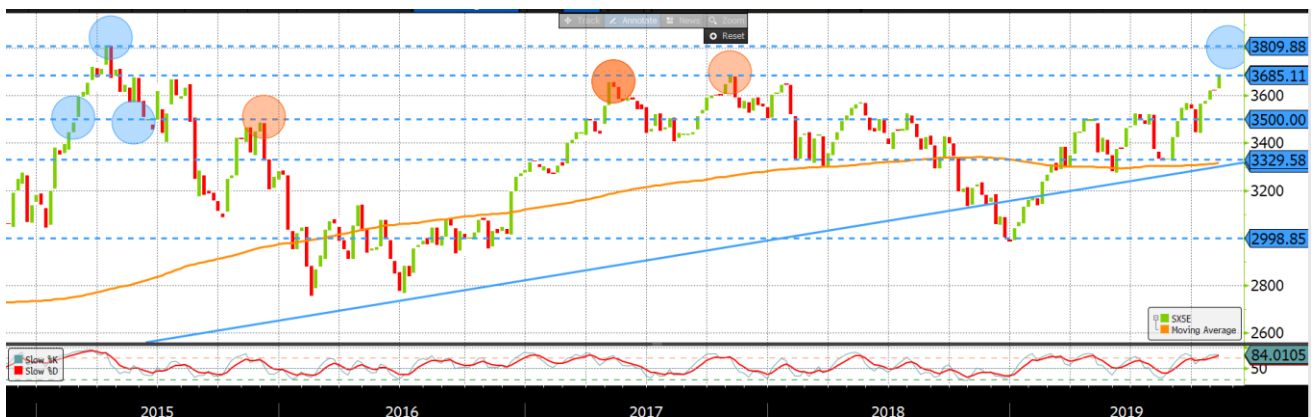 Track Annotate News Zoom
Reset
3809.88
3685.11
3600
3500.00
3400
3329.58
3200
2998.85
2800
2600
SX5E
Moving Average
Slow %K
Slow %D
84.0105
50
2015 2016 2017 2018 2019